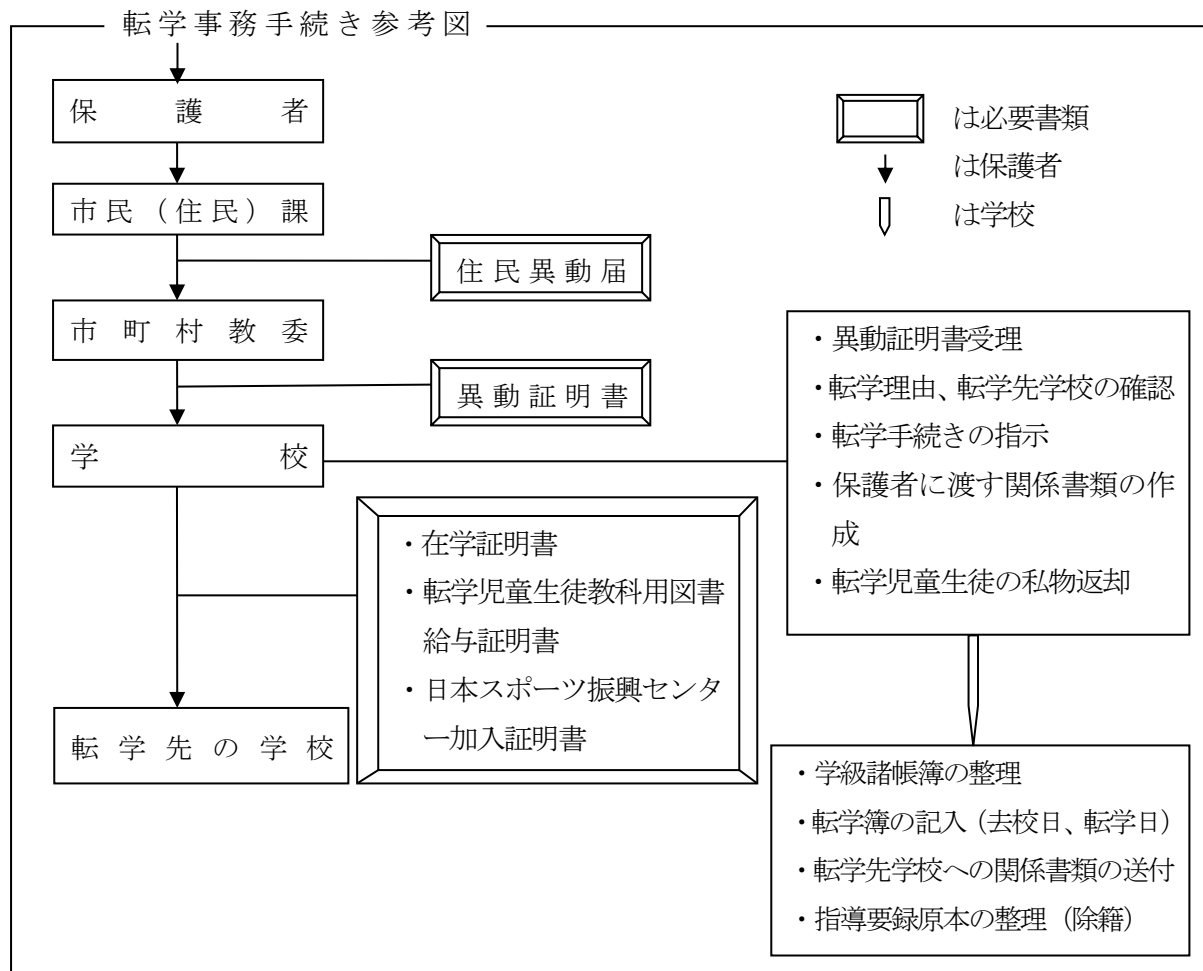 転学事務手続き参考図
保護者
市民（住民）課
住民異動届
市町村教委
異動証明書
学校
・在学証明書
・転学児童生徒教科用図書
給与証明書
・日本スポーツ振興センタ
ー加入証明書
転学先の学校
は必要書類
は保護者
は学校
・異動証明書受理
・転学理由、転学先学校の確認
・転学手続きの指示
・保護者に渡す関係書類の作
成
・転学児童生徒の私物返却
・学級諸帳簿の整理
・転学簿の記入（去校日、転学日）
・転学先学校への関係書類の送付
・指導要録原本の整理（除籍）